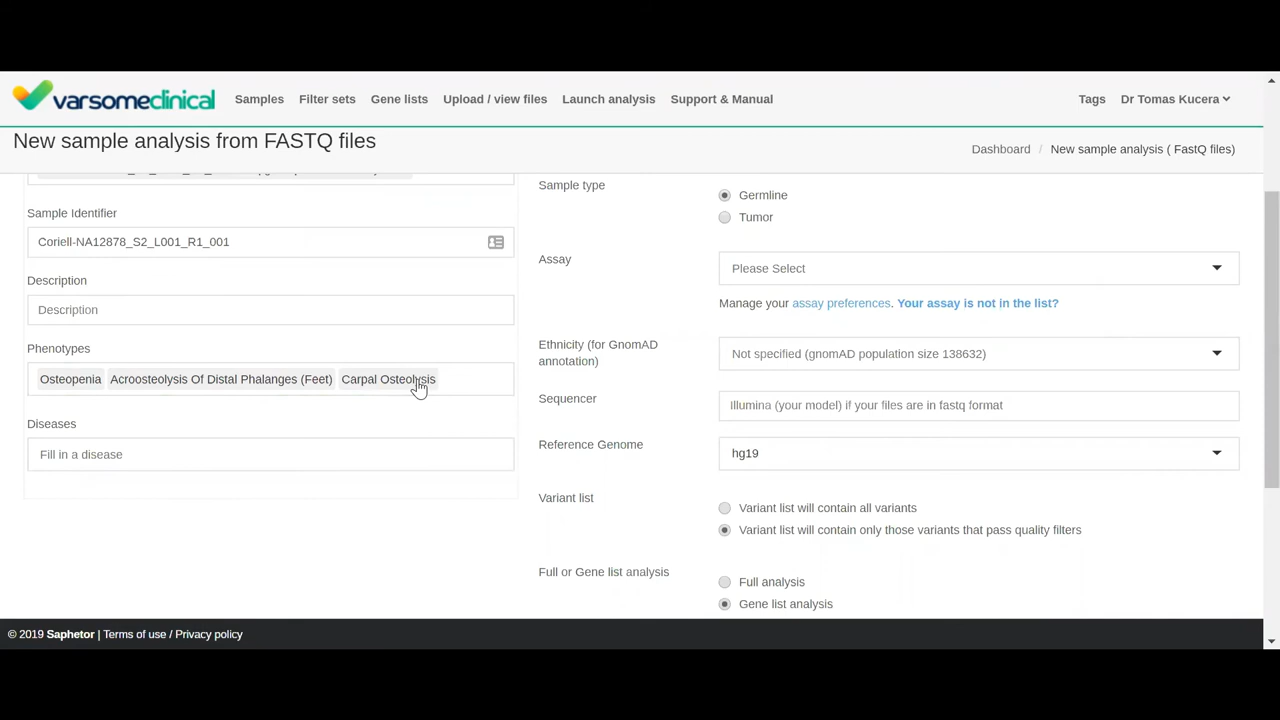 varsomeclinical
Samples
Filter sets
Gene lists
Upload / view files
Launch analysis
Support & Manual
Tags
Dr Tomas Kucera
New sample analysis from FASTQ files
Dashboard / New sample analysis ( FastQ files)
Sample Identifier
Coriell-NA12878_S2_L001_R1_001
Description
Description
Phenotypes
Osteopenia Acroosteolysis Of Distal Phalanges (Feet) Carpal Osteolysis
Diseases
Fill in a disease
Sample type
Germline
Tumor
Assay
Please Select
Manage your assay preferences. Your assay is not in the list?
Ethnicity (for GnomAD
annotation)
Not specified (gnomAD population size 138632)
Sequencer
Illumina (your model) if your files are in fastq format
Reference Genome
hg19
Variant list
Variant list will contain all variants
Variant list will contain only those variants that pass quality filters
Full or Gene list analysis
Full analysis
Gene list analysis
© 2019 Saphetor | Terms of use / Privacy policy